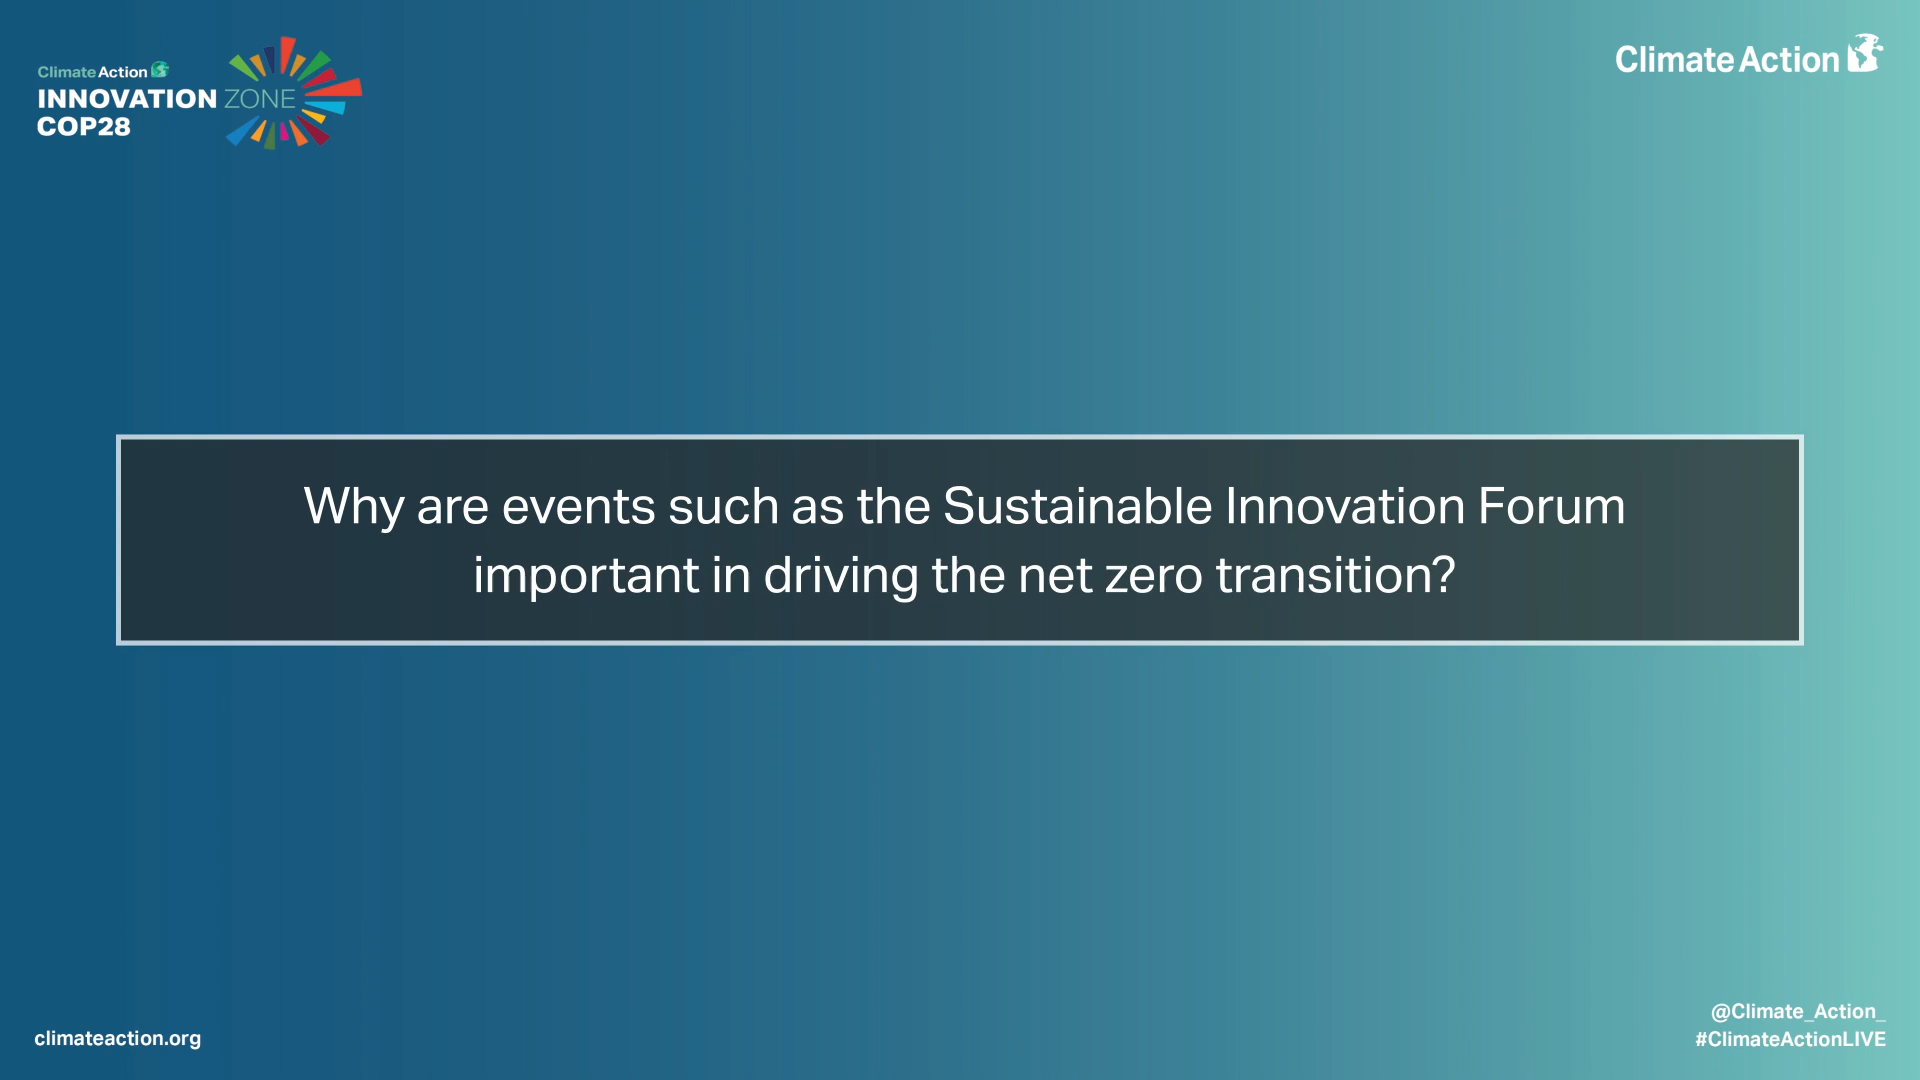 Climate Action
INNOVATION ZONE
COP28
Climate Action
Why are events such as the Sustainable Innovation Forum
important in driving the net zero transition?
climateaction.org
@Climate_Action_
#ClimateActionLIVE